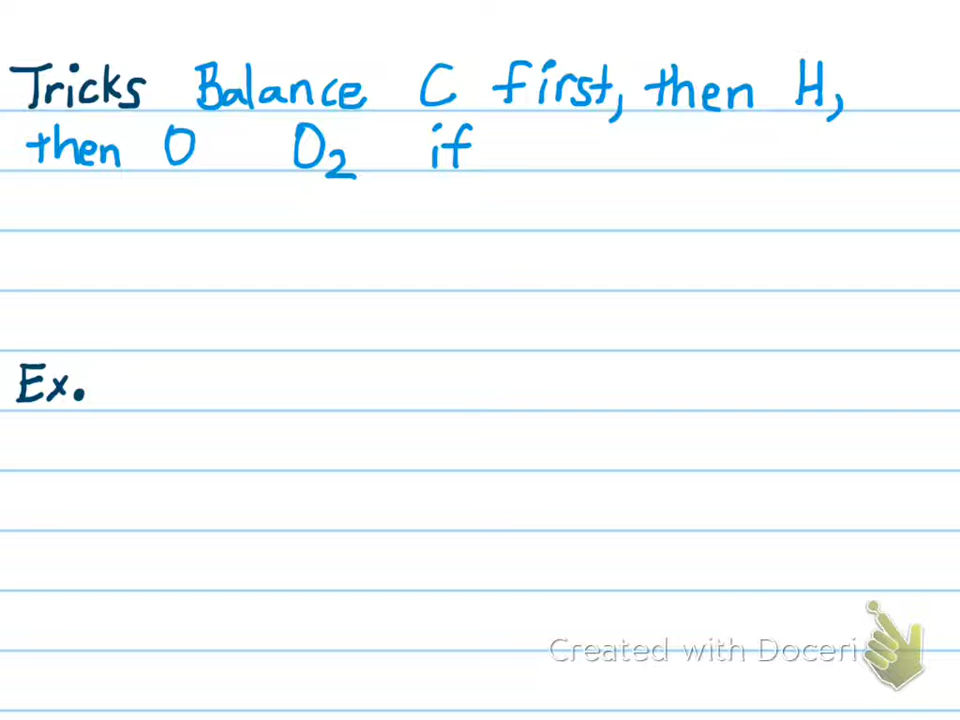 Tricks Balance C first, then H,
then O O2 if
Ex.
Created with Doceri